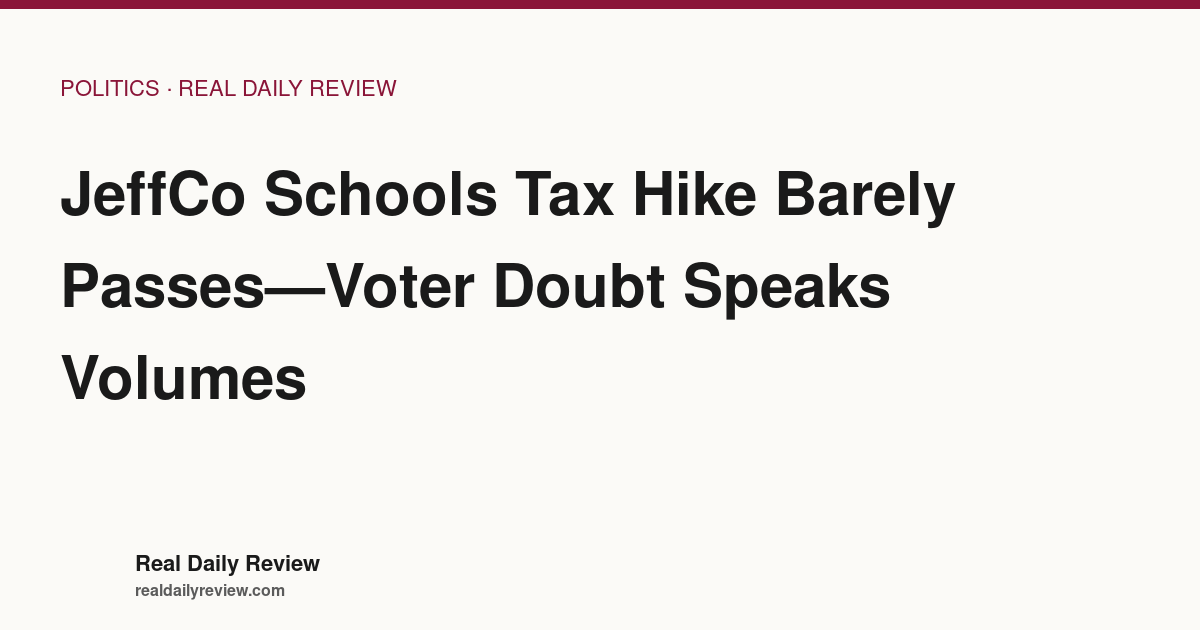 POLITICS · REAL DAILY REVIEW
JeffCo Schools Tax Hike Barely
Passes—Voter Doubt Speaks
Volumes
Real Daily Review
realdailyreview.com